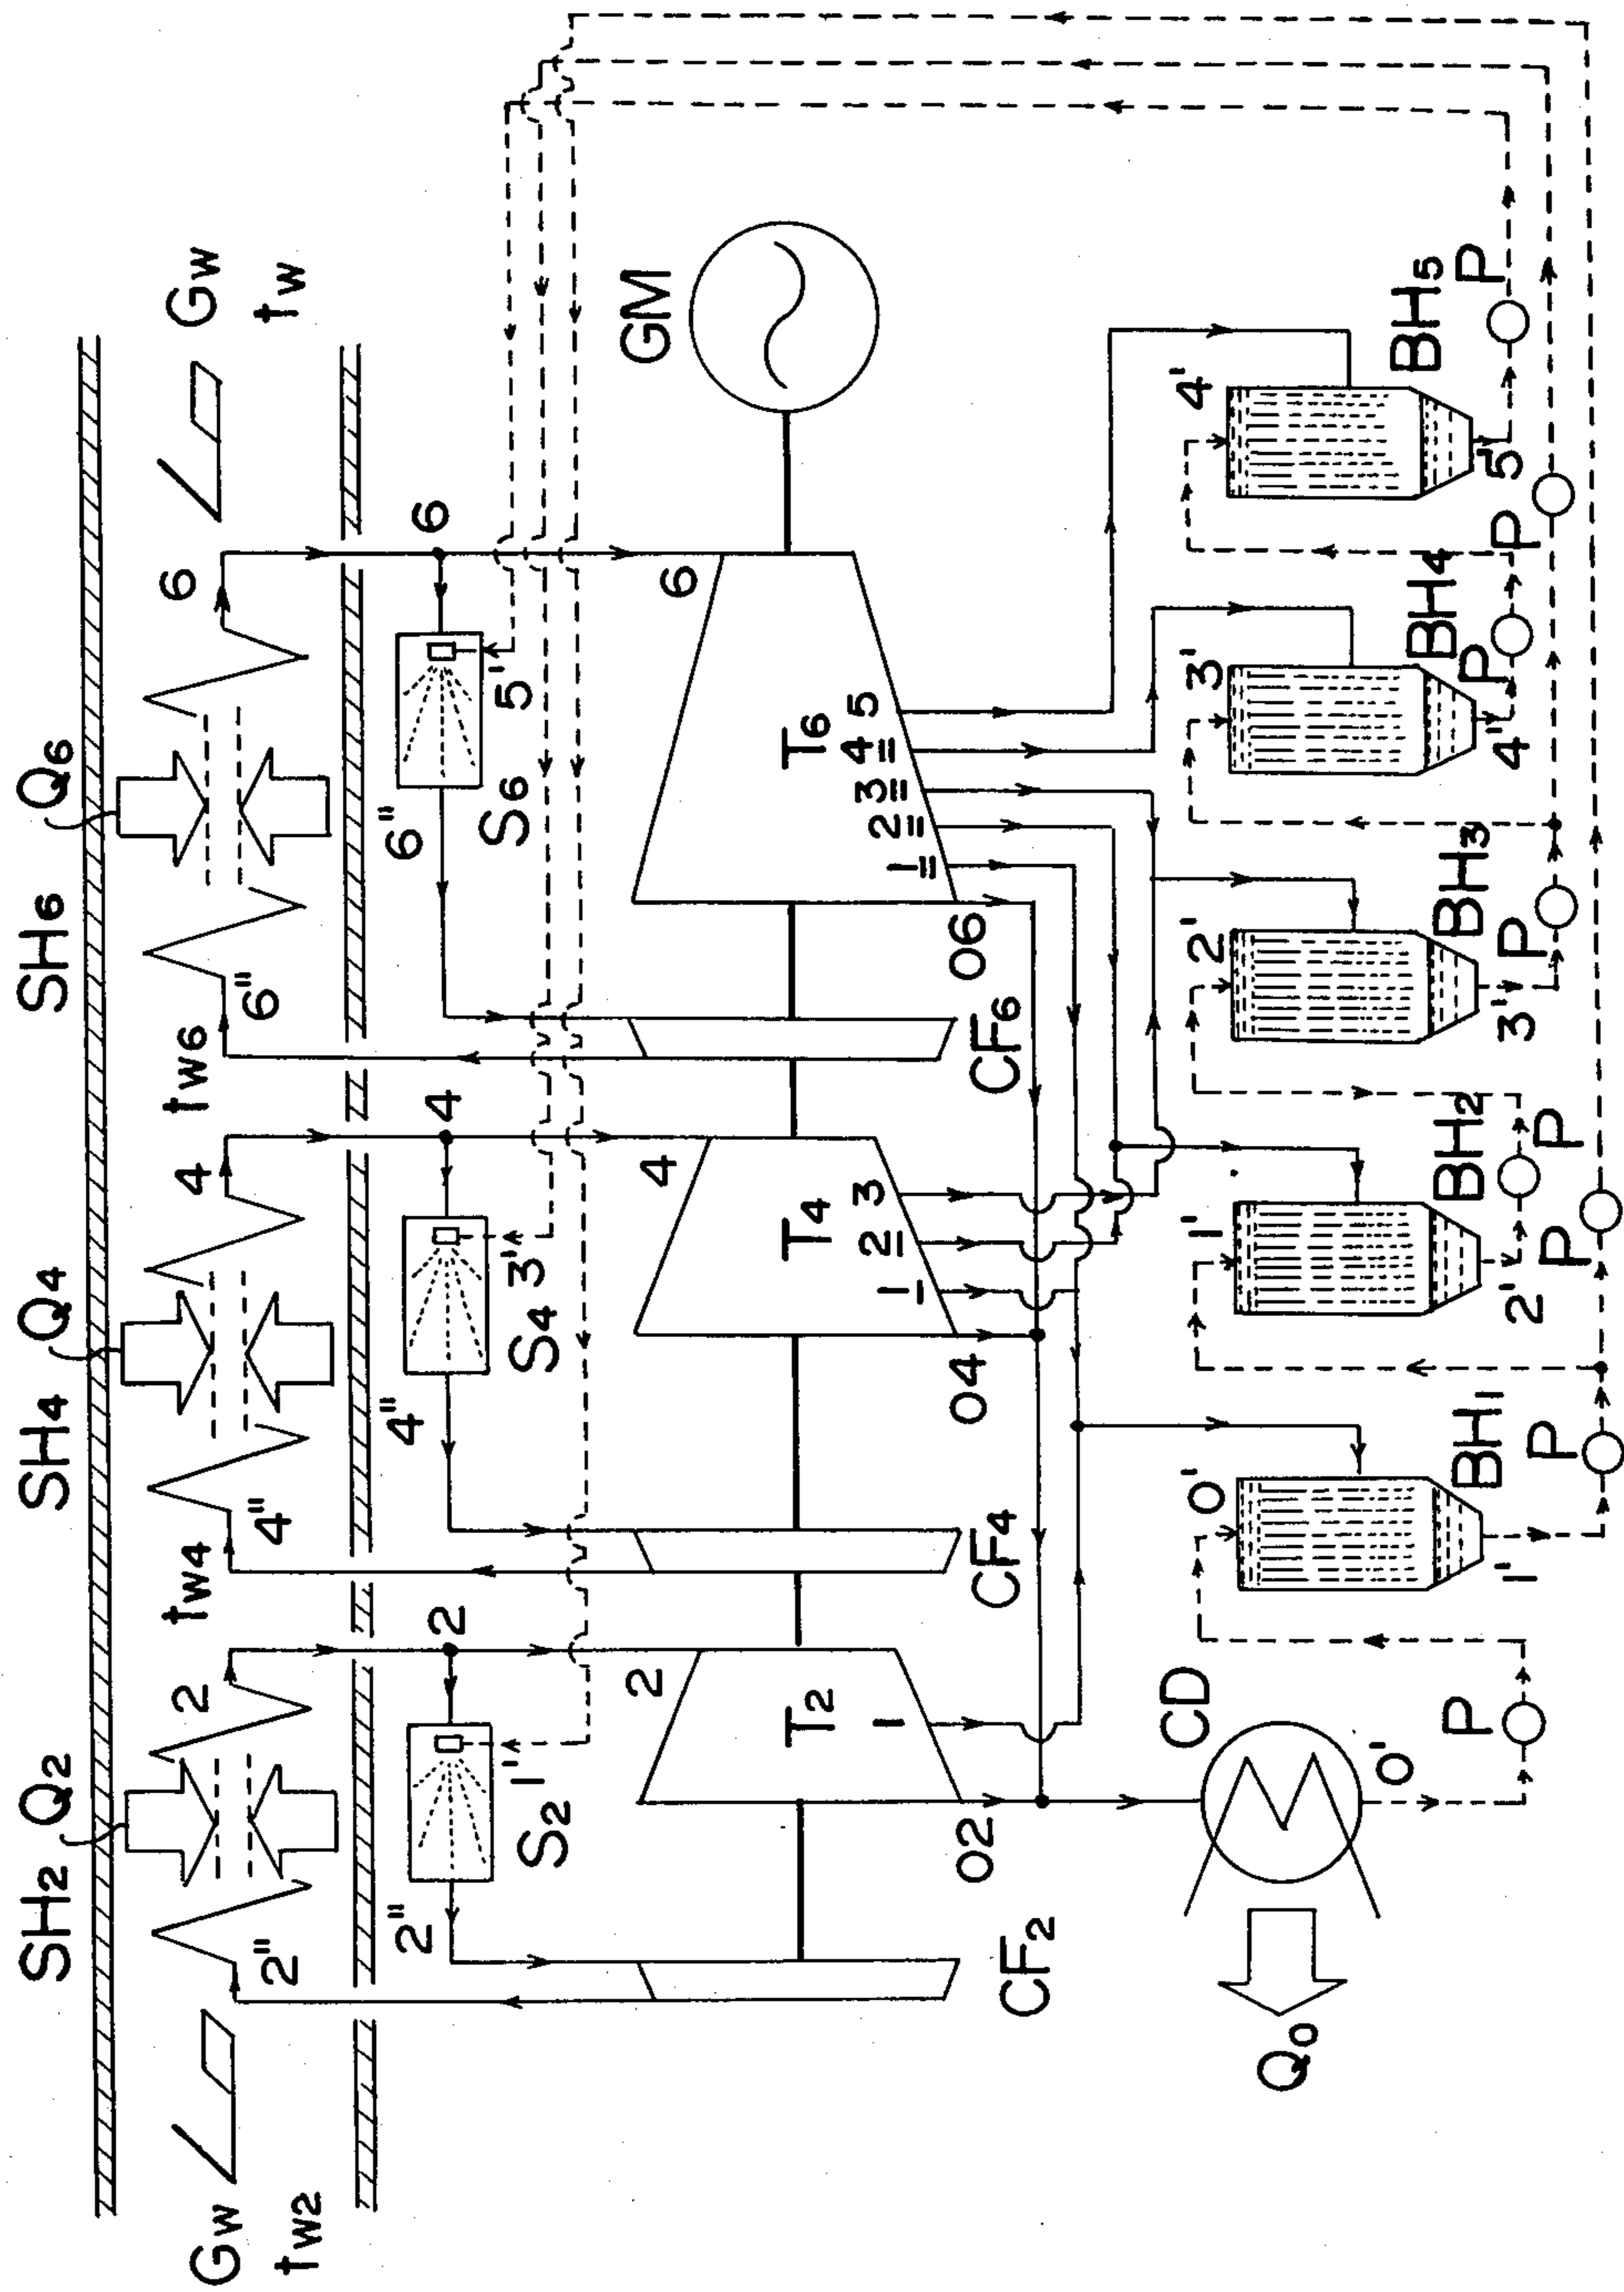 SH2 Q2
SH4 Q4
SH6 Q6
Gw
tw2
2"
2
tw4
4"
4
tw6
6"
6
Gw
tw
2"
2
4"
4
6"
6
1'
S2
3'
S4
5'
S6
2
4
6
GM
T2
T4
T6
1
1
2
3
1
2
3
4
5
CF2
02
CF4
04
CF6
06
CD
Q0
0'
0'
1'
2'
3'
4'
P
1'
BH1
2'
BH2
3'
BH3
4'
BH4
5'
BH5
P
P
P
P
P
P
P
P